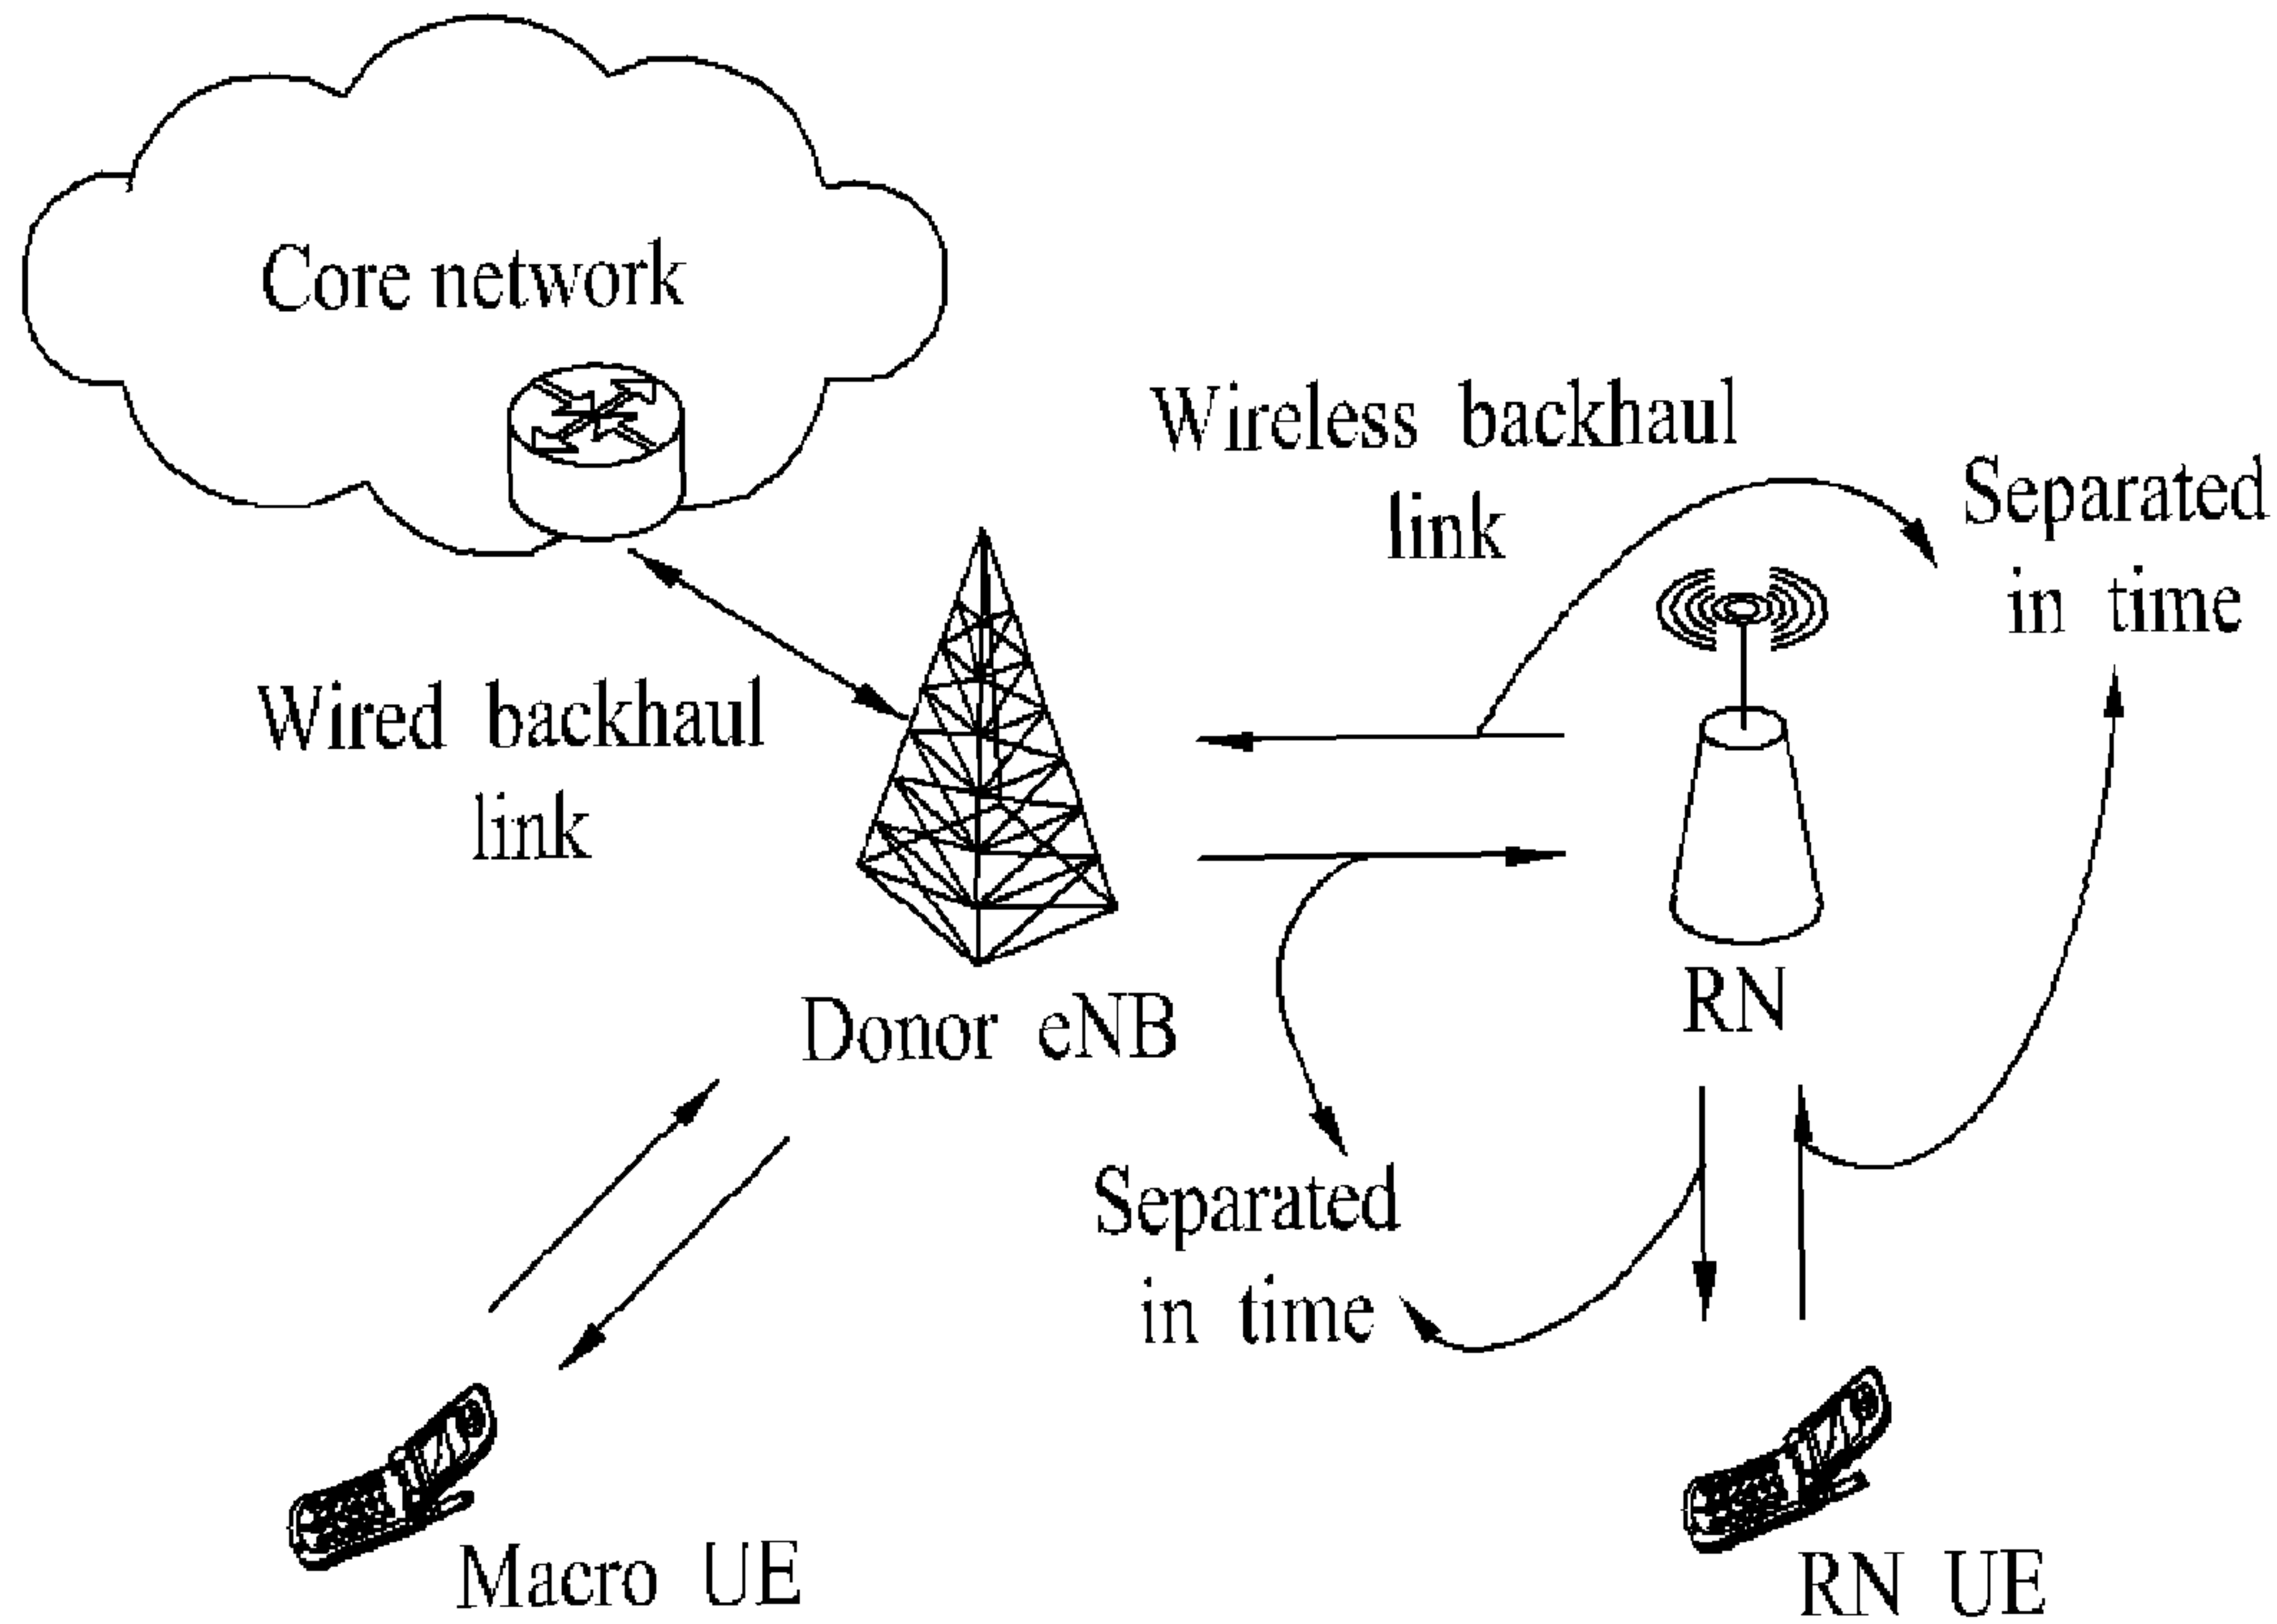 Core network
Wireless backhaul
link
Separated
in time
Wired backhaul
link
Donor eNB
RN
Separated
in time
Macro UE
RN UE